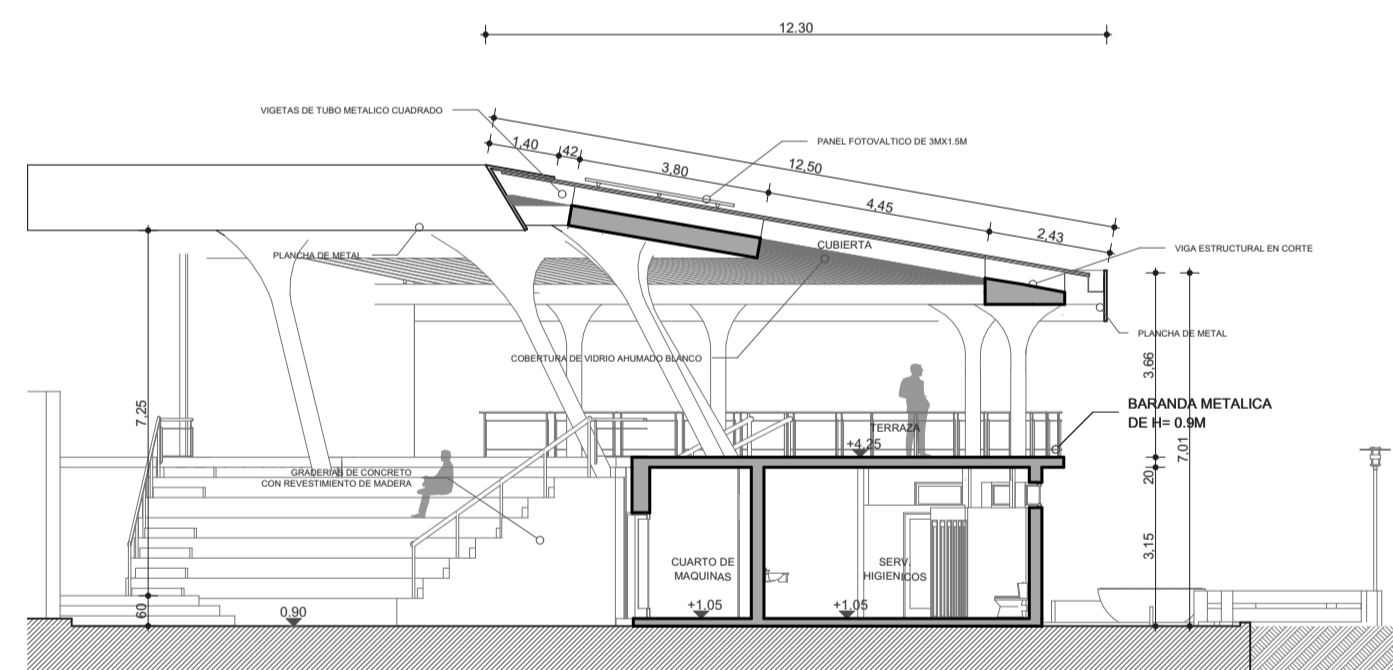 12.30
VIGETAS DE TUBO METALICO CUADRADO
1,40
,42
3,80
PANEL FOTOVALTICO DE 3MX1.5M
12,50
4,45
2,43
CUBIERTA
VIGA ESTRUCTURAL EN CORTE
PLANCHA DE METAL
PLANCHA DE METAL
COBERTURA DE VIDRIO AHUMADO BLANCO
3,66
7,25
BARANDA METALICA
DE H= 0.9M
TERRAZA
+4,25
7,01
GRADERIAS DE CONCRETO
CON REVESTIMIENTO DE MADERA
,20
3,15
CUARTO DE
MAQUINAS
SERV.
HIGIENICOS
+1,05
+1,05
,60
0.90